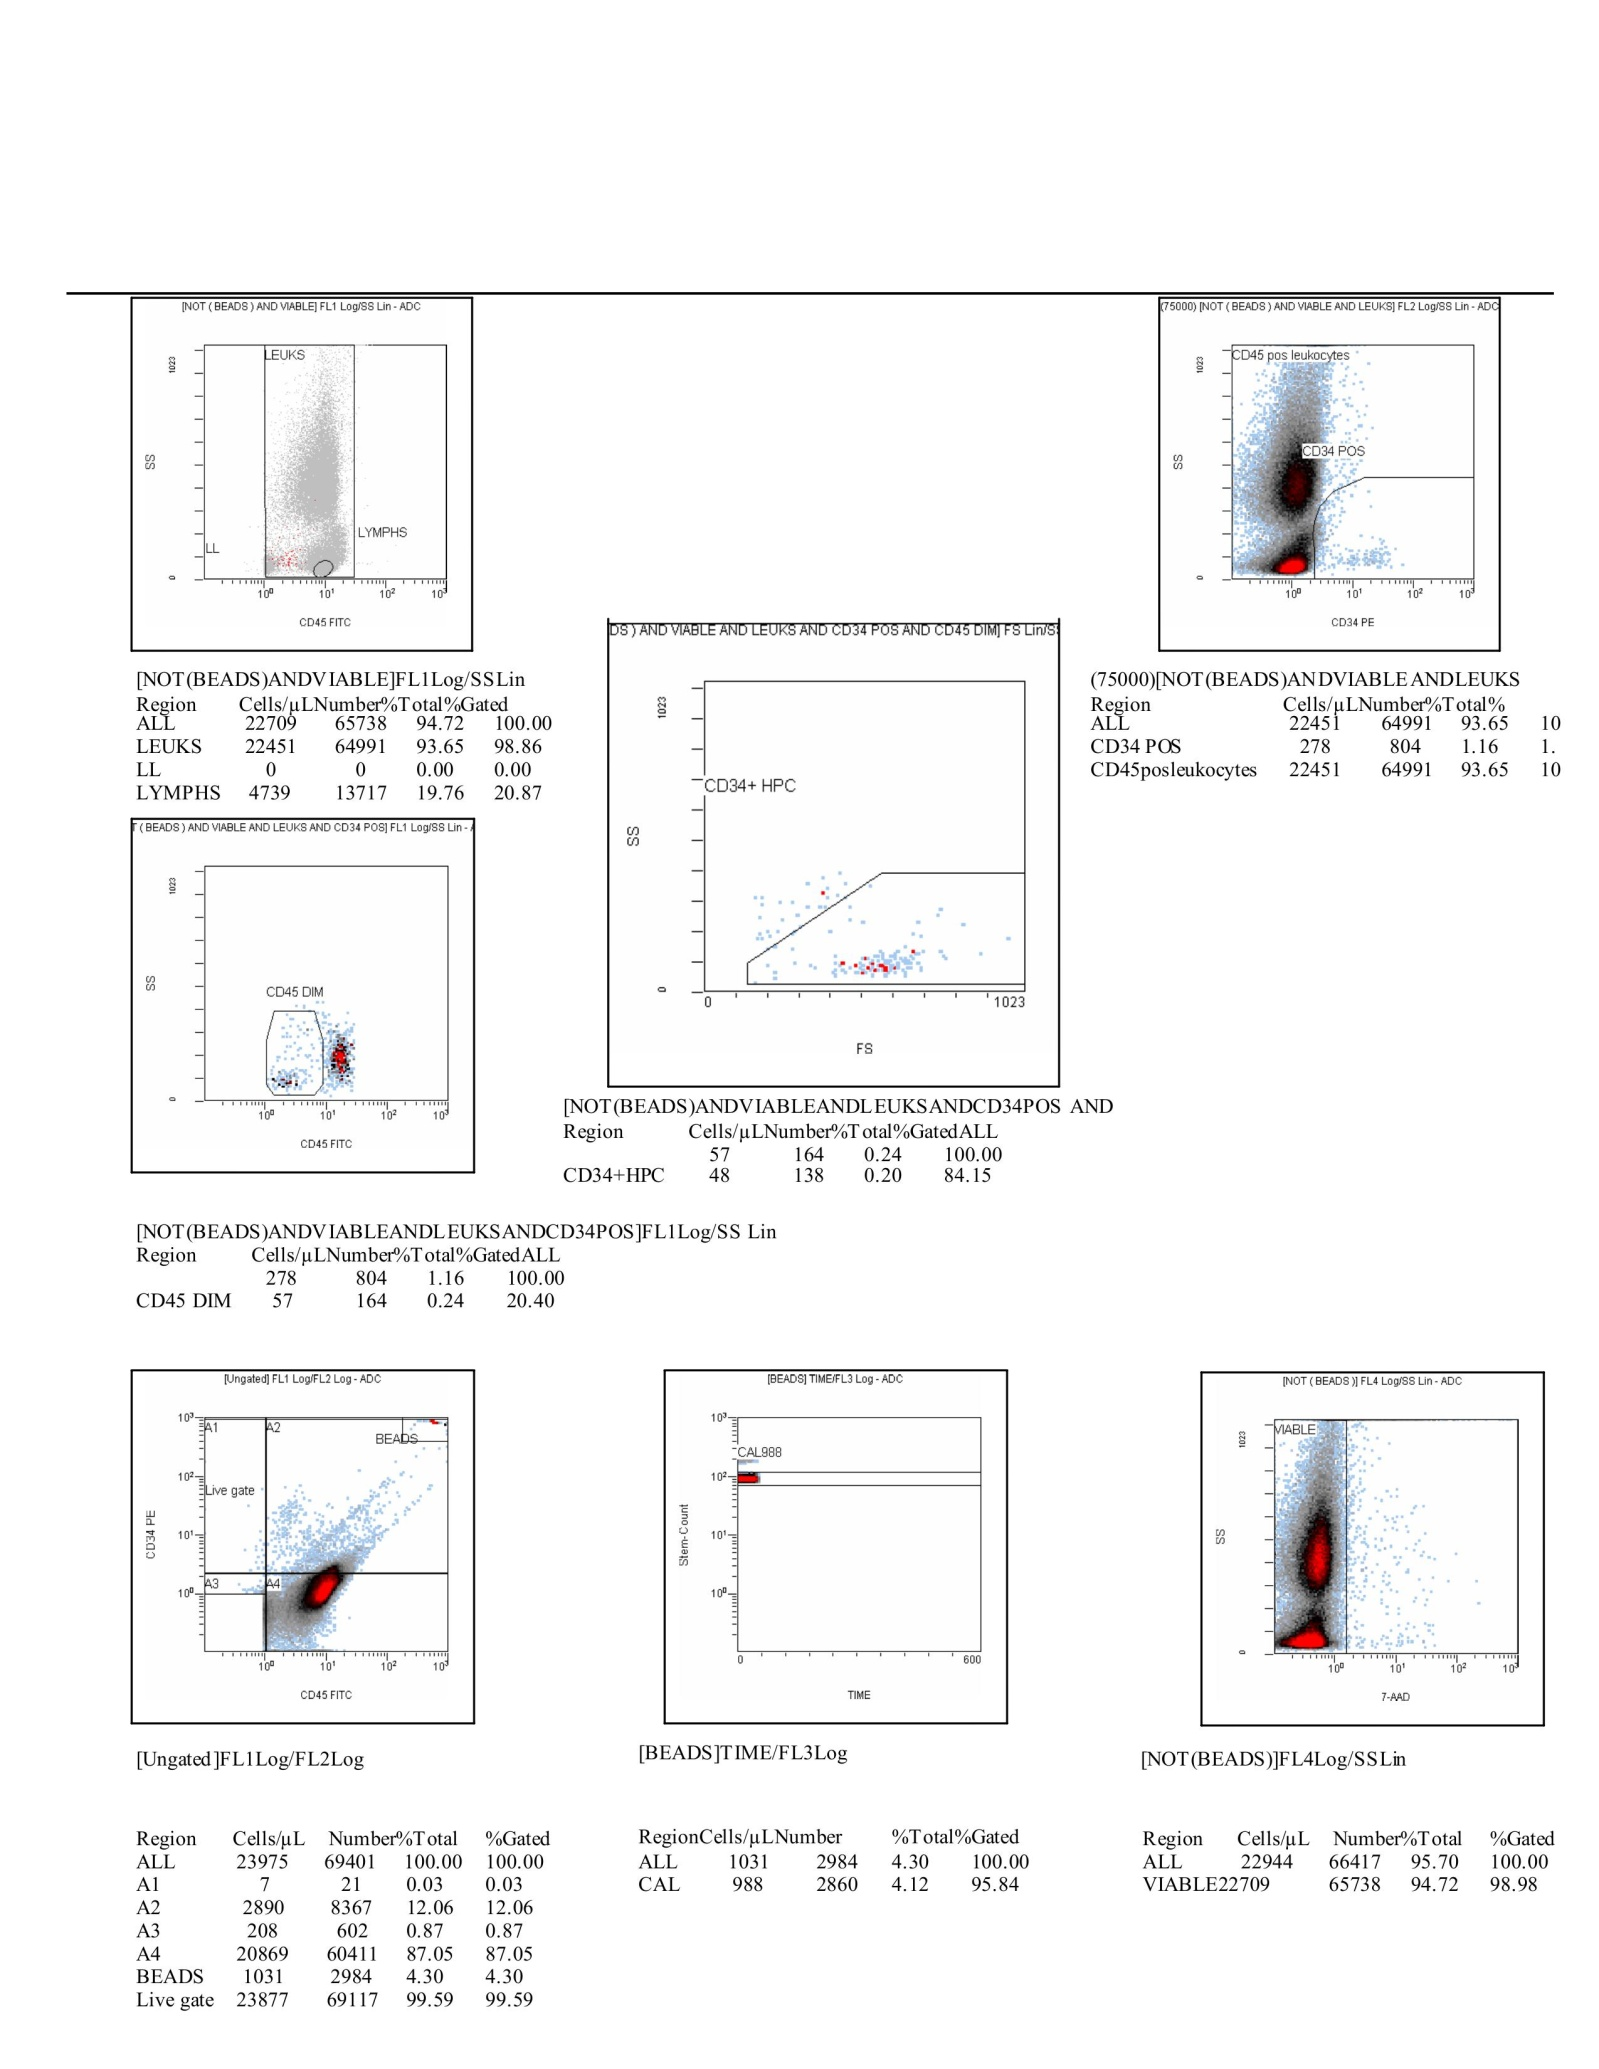 [NOT ( BEADS ) AND VIABLE] FL1 Log/SS Lin - ADC
1023
SS
0
LEUKS
LYMPHS
LL
10⁰ 10¹ 10² 10³
CD45 FITC
[NOT(BEADS)ANDVIABLE]FL1Log/SSLin
Region Cells/µLNumber%Total%Gated
ALL 22709 65738 94.72 100.00
LEUKS 22451 64991 93.65 98.86
LL 0 0 0.00 0.00
LYMPHS 4739 13717 19.76 20.87
(75000) [NOT ( BEADS ) AND VIABLE AND LEUKS] FL2 Log/SS Lin - ADC
1023
SS
0
CD45 pos leukocytes
CD34 POS
10⁰ 10¹ 10² 10³
CD34 PE
(75000)[NOT(BEADS)ANDVIABLEANDLEUKS
Region Cells/µLNumber%Total%
ALL 22451 64991 93.65 10
CD34 POS 278 804 1.16 1.
CD45posleukocytes 22451 64991 93.65 10
DS ) AND VIABLE AND LEUKS AND CD34 POS AND CD45 DIM] FS Lin/S
1023
SS
0
CD34+ HPC
0 1023
FS
[NOT(BEADS)ANDVIABLEANDLEUKSANDCD34POS AND
Region Cells/µLNumber%Total%GatedALL
57 164 0.24 100.00
CD34+HPC 48 138 0.20 84.15
T ( BEADS ) AND VIABLE AND LEUKS AND CD34 POS] FL1 Log/SS Lin -
1023
SS
0
CD45 DIM
10⁰ 10¹ 10² 10³
CD45 FITC
[NOT(BEADS)ANDVIABLEANDLEUKSANDCD34POS]FL1Log/SS Lin
Region Cells/µLNumber%Total%GatedALL
278 804 1.16 100.00
CD45 DIM 57 164 0.24 20.40
[Ungated] FL1 Log/FL2 Log - ADC
10³
10²
10¹
10⁰
CD34 PE
A1 A2
BEADS
Live gate
A3 A4
10⁰ 10¹ 10² 10³
CD45 FITC
[Ungated]FL1Log/FL2Log
Region Cells/µL Number%Total %Gated
ALL 23975 69401 100.00 100.00
A1 7 21 0.03 0.03
A2 2890 8367 12.06 12.06
A3 208 602 0.87 0.87
A4 20869 60411 87.05 87.05
BEADS 1031 2984 4.30 4.30
Live gate 23877 69117 99.59 99.59
[BEADS] TIME/FL3 Log - ADC
10³
10²
10¹
10⁰
Stem-Count
CAL988
0 600
TIME
[BEADS]TIME/FL3Log
RegionCells/µLNumber %Total%Gated
ALL 1031 2984 4.30 100.00
CAL 988 2860 4.12 95.84
[NOT ( BEADS )] FL4 Log/SS Lin - ADC
1023
SS
0
VIABLE
10⁰ 10¹ 10² 10³
7-AAD
[NOT(BEADS)]FL4Log/SSLin
Region Cells/µL Number%Total %Gated
ALL 22944 66417 95.70 100.00
VIABLE22709 65738 94.72 98.98